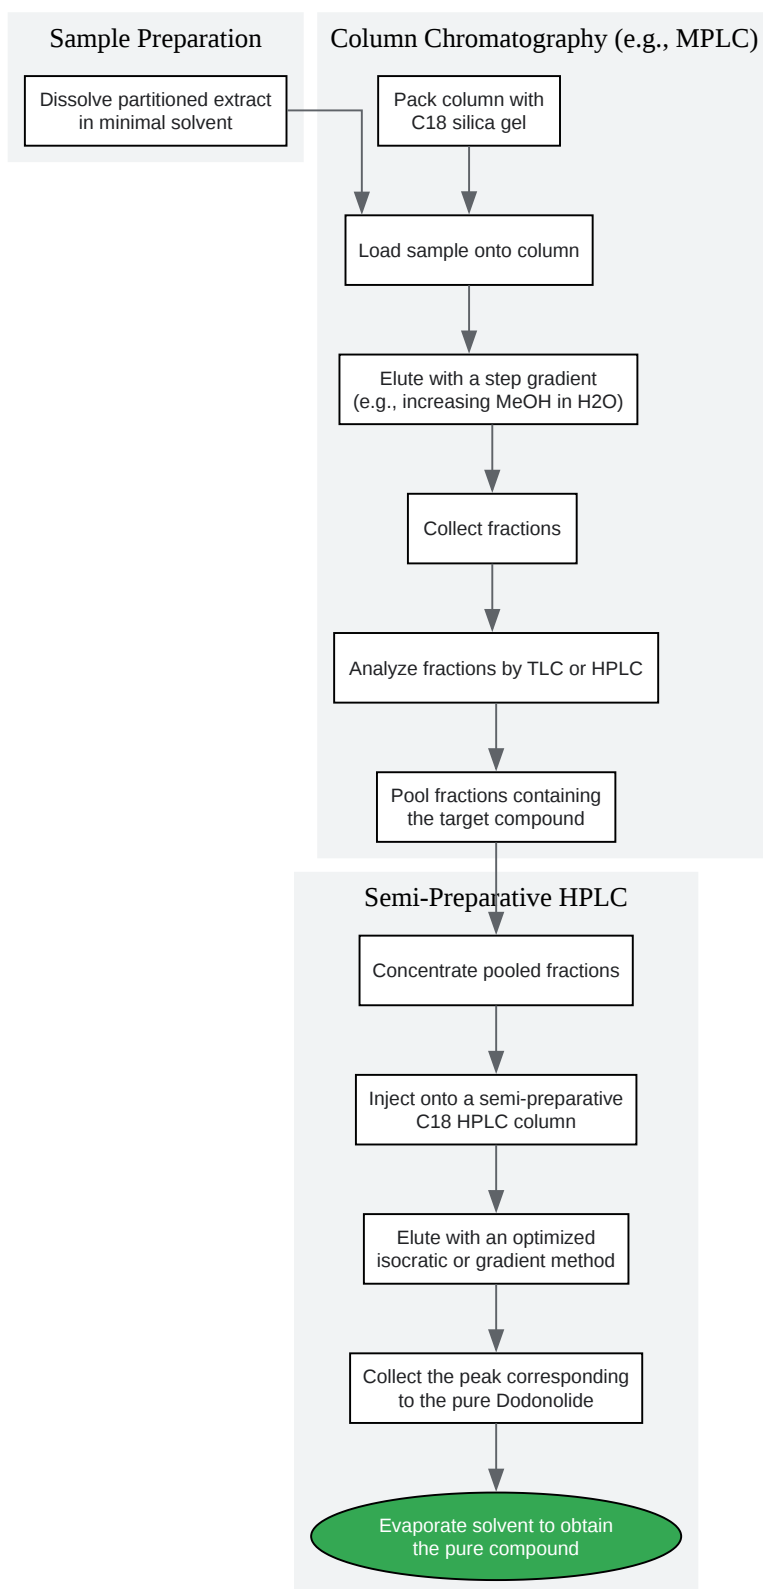 Sample Preparation
Dissolve partitioned extract
in minimal solvent
Column Chromatography (e.g., MPLC)
Pack column with
C18 silica gel
Load sample onto column
Elute with a step gradient
(e.g., increasing MeOH in H2O)
Collect fractions
Analyze fractions by TLC or HPLC
Pool fractions containing
the target compound
Semi-Preparative HPLC
Concentrate pooled fractions
Inject onto a semi-preparative
C18 HPLC column
Elute with an optimized
isocratic or gradient method
Collect the peak corresponding
to the pure Dodonolide
Evaporate solvent to obtain
the pure compound